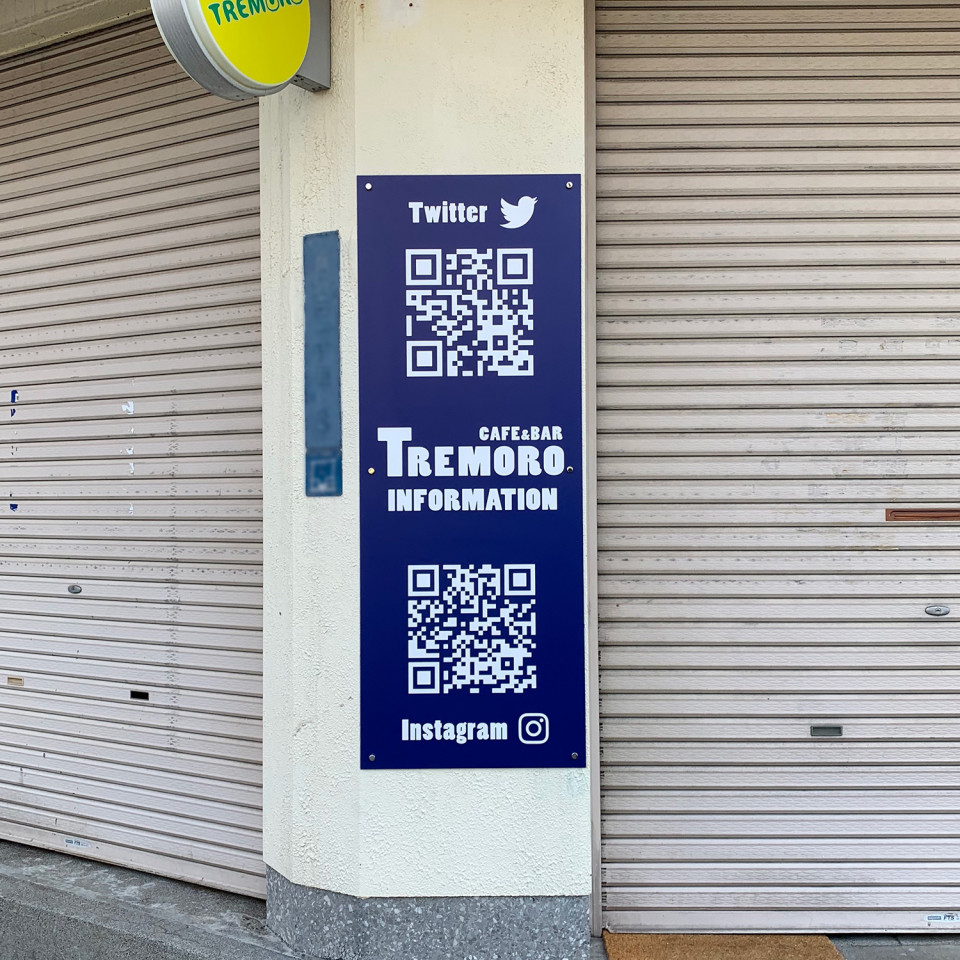 TREMORO
Twitter
CAFE&BAR
TREMORO
INFORMATION
Instagram